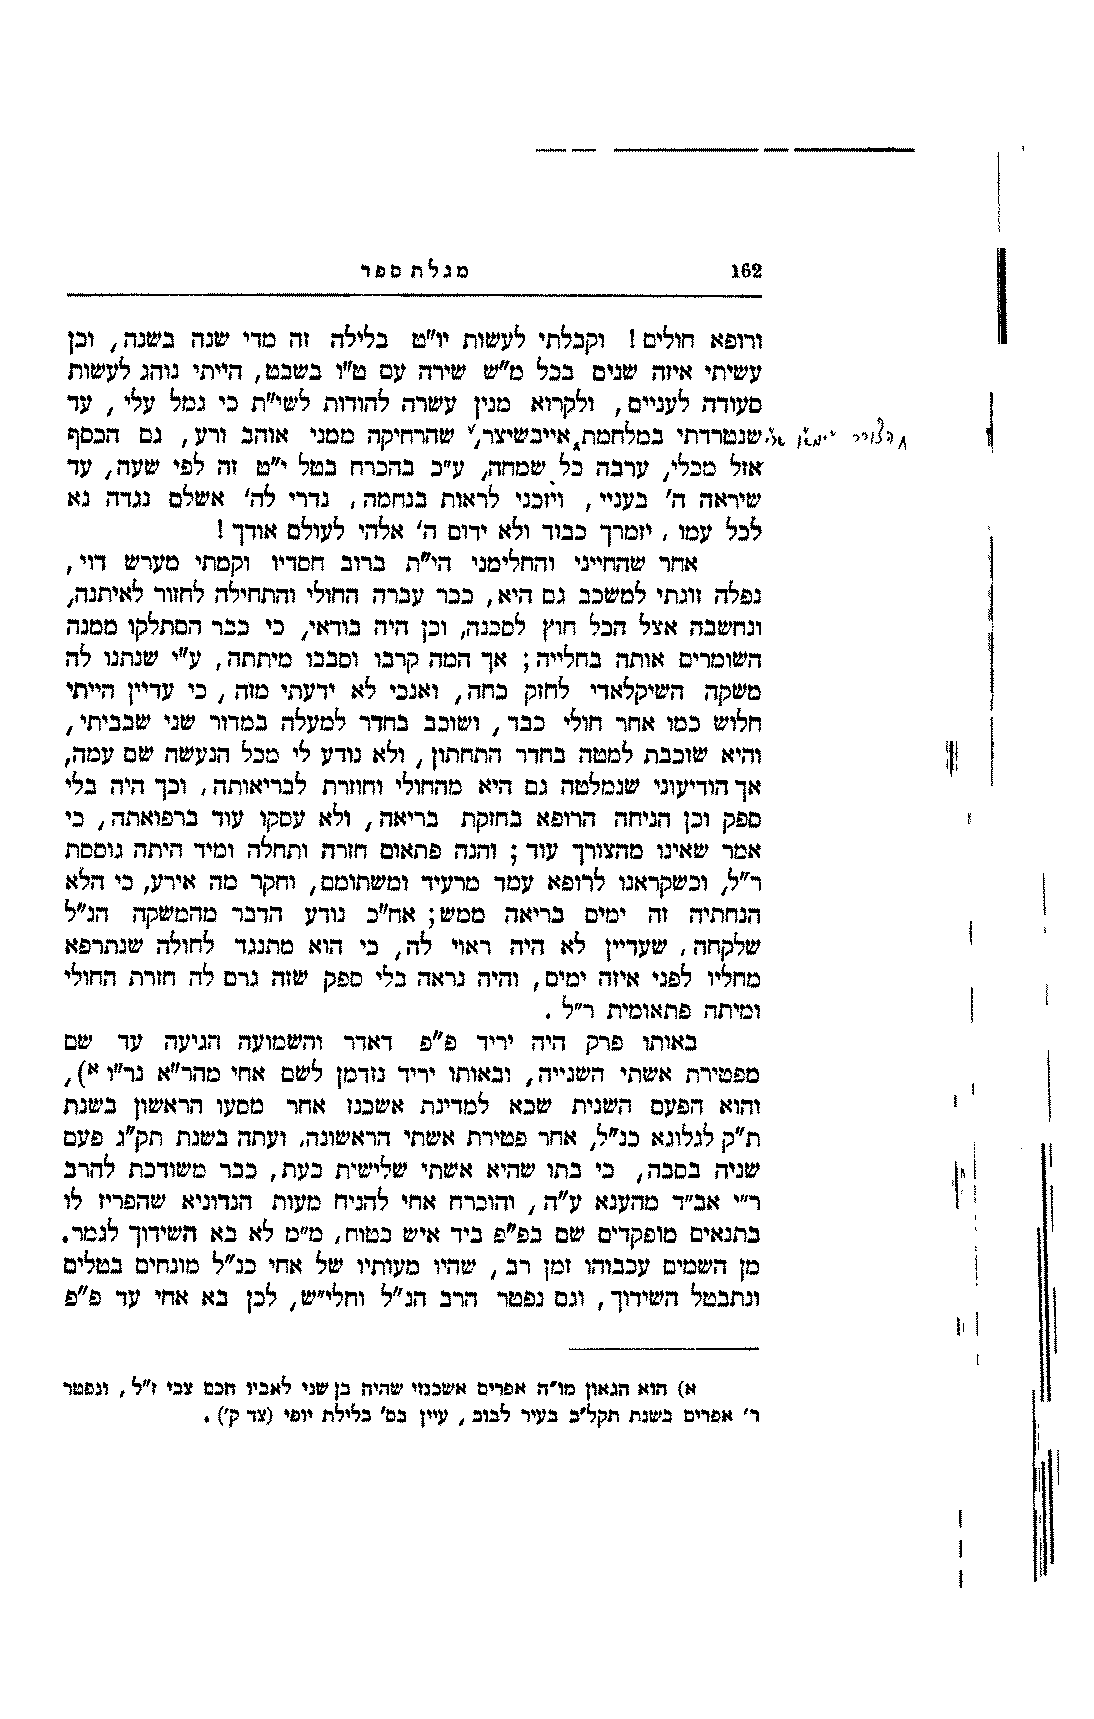 162 מגלת ספר
ורופא חולים! וקבלתי לעשות יו"ט בלילה זה מדי שנה בשנה, וכן
עשיתי איזה שנים בכל מ"ש שירה עם ט"ו בשבט, הייתי נוהג לעשות
סעודה לעניים, ולקרוא מנין עשרה להודות לשי"ת כי גמל עלי, עד
שנטרדתי במלחמת אייבשיצר, שהרחיקה ממני אוהב ורע, גם הכסף
אזל מכלי, ערבה כל שמחה, ע"כ בהכרח בטל י"ט זה לפי שעה, עד
שיראה ה' בעניי, ויזכני לראות בנחמה, נדרי לה' אשלם נגדה נא
לכל עמו, יזמרך כבוד ולא ידום ה' אלהי לעולם אודך!
אחר שהחייני והחלימני הי"ת ברוב חסדיו וקמתי מערש דוי,
נפלה זוגתי למשכב גם היא, ככר עברה החולי והתחילה לחזור לאיתנה,
ונחשבה אצל הכל חוץ לסכנה, וכן היה בודאי, כי כבר הסתלקו ממנה
השומרים אותה בחלייה; אך המה קרבו וסבבו מיתתה, ע"י שנתנו לה
משקה השיקלאדי לחזק כחה, ואנכי לא ידעתי מזה, כי עדיין הייתי
חלוש כמו אחר חולי כבד, ושוכב בחדר למעלה במדור שני שבביתי,
והיא שוכבת למטה בחדר התחתון, ולא נודע לי מכל הנעשה שם עמה,
אך הודיעוני שנמלטה גם היא מהחולי וחוזרת לבריאותה, וכך היה בלי
ספק וכן הניחה הרופא בחזקת בריאה, ולא עסקו עוד ברפואתה, כי
אמר שאינו מהצורך עוד; והנה פתאום חזרה ותחלה ומיד היתה גוססת
ר"ל, וכשקראנו לרופא עמד מרעיד ומשתומם, וחקר מה אירע, כי הלא
הנחתיה זה ימים בריאה ממש; אח"כ נודע הדבר מהמשקה הנ"ל
שלקחה, שעדיין לא היה ראוי לה, כי הוא מתנגד לחולה שנתרפא
מחליו לפני איזה ימים, והיה נראה בלי ספק שזה גרם לה חזרת החולי
ומיתה פתאומית ר"ל.
באותו פרק היה יריד פ"פ דאדר והשמועה הגיעה עד שם
מפטירת אשתי השנייה, ובאותו יריד נזדמן לשם אחי מהר"א נר"ו א),
והוא הפעם השנית שבא למדינת אשכנז אחר מסעו הראשון בשנת
ת"ק לגלוגא כנ"ל, אחר פטירת אשתי הראשונה, ועתה בשנת תק"ג פעם
שניה בסבה, כי בתו שהיא אשתי שלישית כעת, כבר משודכת להרב
ר"י אב"ד מהענא ע"ה, והוכרח אחי להניח מעות הנדוניא שהפריז לו
בתנאים מופקדים שם בפ"פ ביד איש בטוח, מ"מ לא בא השידוך לגמר.
מן השמים עכבוהו זמן רב, שהיו מעותיו של אחי כנ"ל מונחים בטלים
ונתבטל השידוך, וגם נפטר הרב הנ"ל וחלי"ש, לכן בא אחי עד פ"פ
א) הוא הגאון מו"ה אפרים אשכנזי שהיה בן שני לאביו חכם צבי ז"ל, ונפטר
ר' אפרים בשנת תקל"ב בעיר לבוב, עיין בס' כלילת יופי (צד ק').